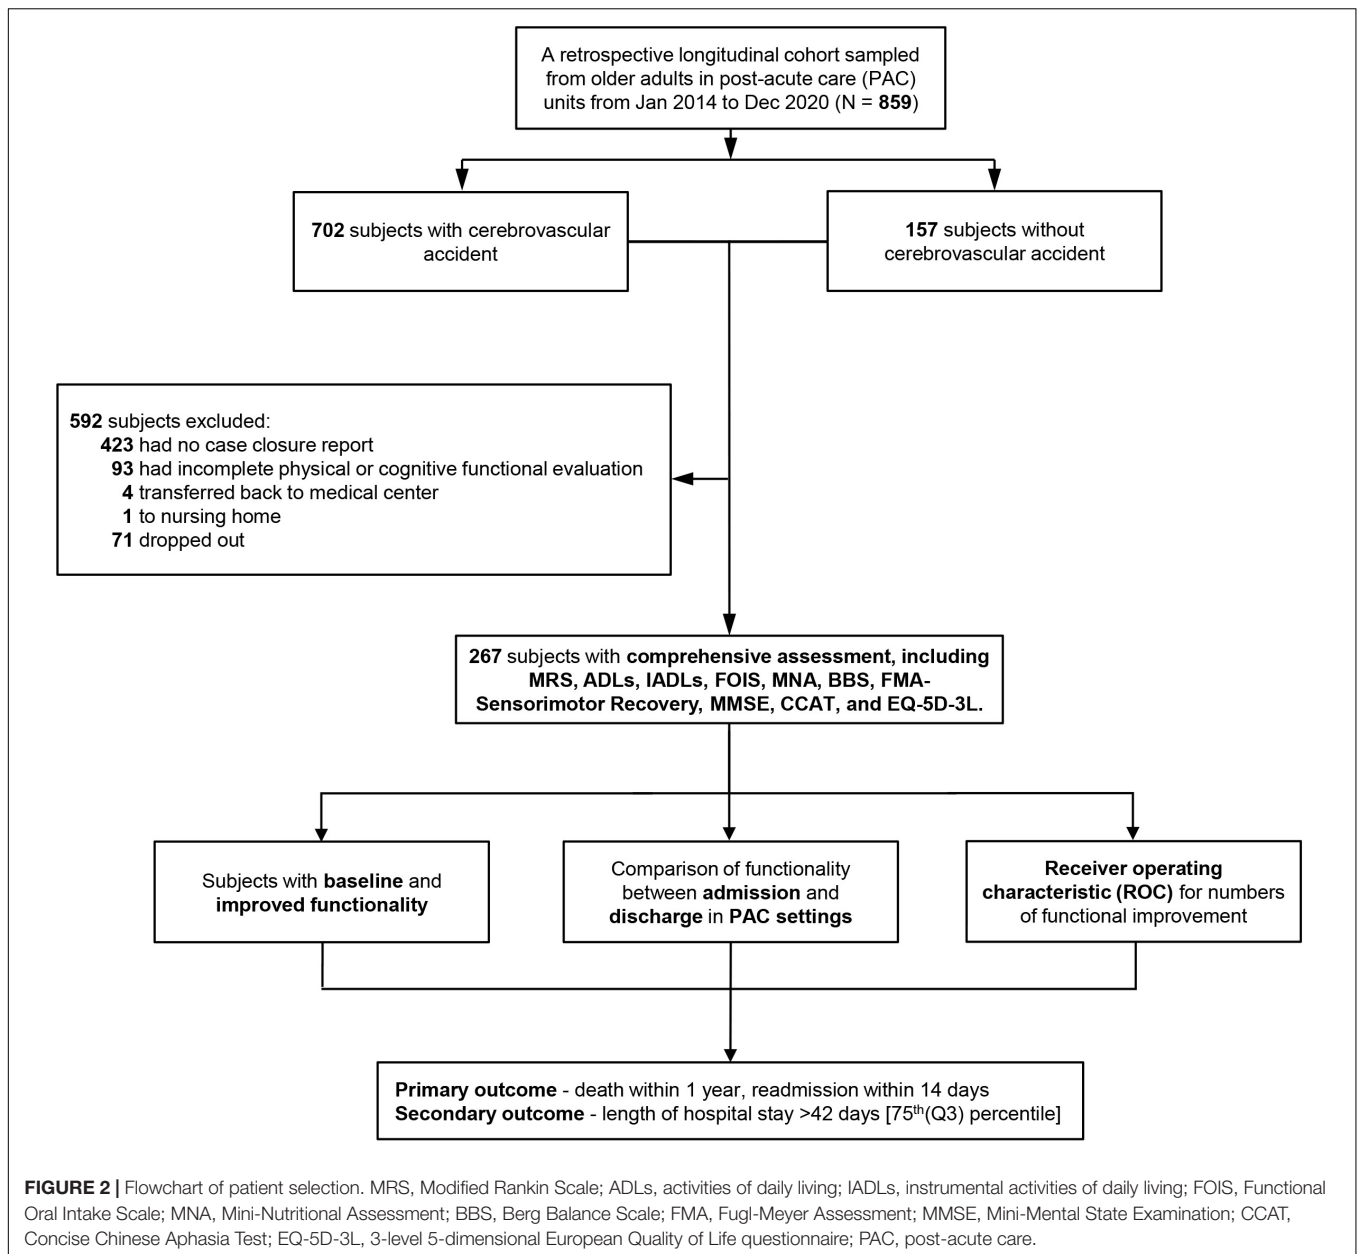 A retrospective longitudinal cohort sampled
from older adults in post-acute care (PAC)
units from Jan 2014 to Dec 2020 (N = 859)
702 subjects with cerebrovascular
accident
157 subjects without
cerebrovascular accident
592 subjects excluded:
423 had no case closure report
93 had incomplete physical or cognitive functional evaluation
4 transferred back to medical center
1 to nursing home
71 dropped out
267 subjects with comprehensive assessment, including
MRS, ADLs, IADLs, FOIS, MNA, BBS, FMA-
Sensorimotor Recovery, MMSE, CCAT, and EQ-5D-3L.
Subjects with baseline and
improved functionality
Comparison of functionality
between admission and
discharge in PAC settings
Receiver operating
characteristic (ROC) for numbers
of functional improvement
Primary outcome - death within 1 year, readmission within 14 days
Secondary outcome - length of hospital stay >42 days [75th(Q3) percentile]
FIGURE 2 | Flowchart of patient selection. MRS, Modified Rankin Scale; ADLs, activities of daily living; IADLs, instrumental activities of daily living; FOIS, Functional
Oral Intake Scale; MNA, Mini-Nutritional Assessment; BBS, Berg Balance Scale; FMA, Fugl-Meyer Assessment; MMSE, Mini-Mental State Examination; CCAT,
Concise Chinese Aphasia Test; EQ-5D-3L, 3-level 5-dimensional European Quality of Life questionnaire; PAC, post-acute care.